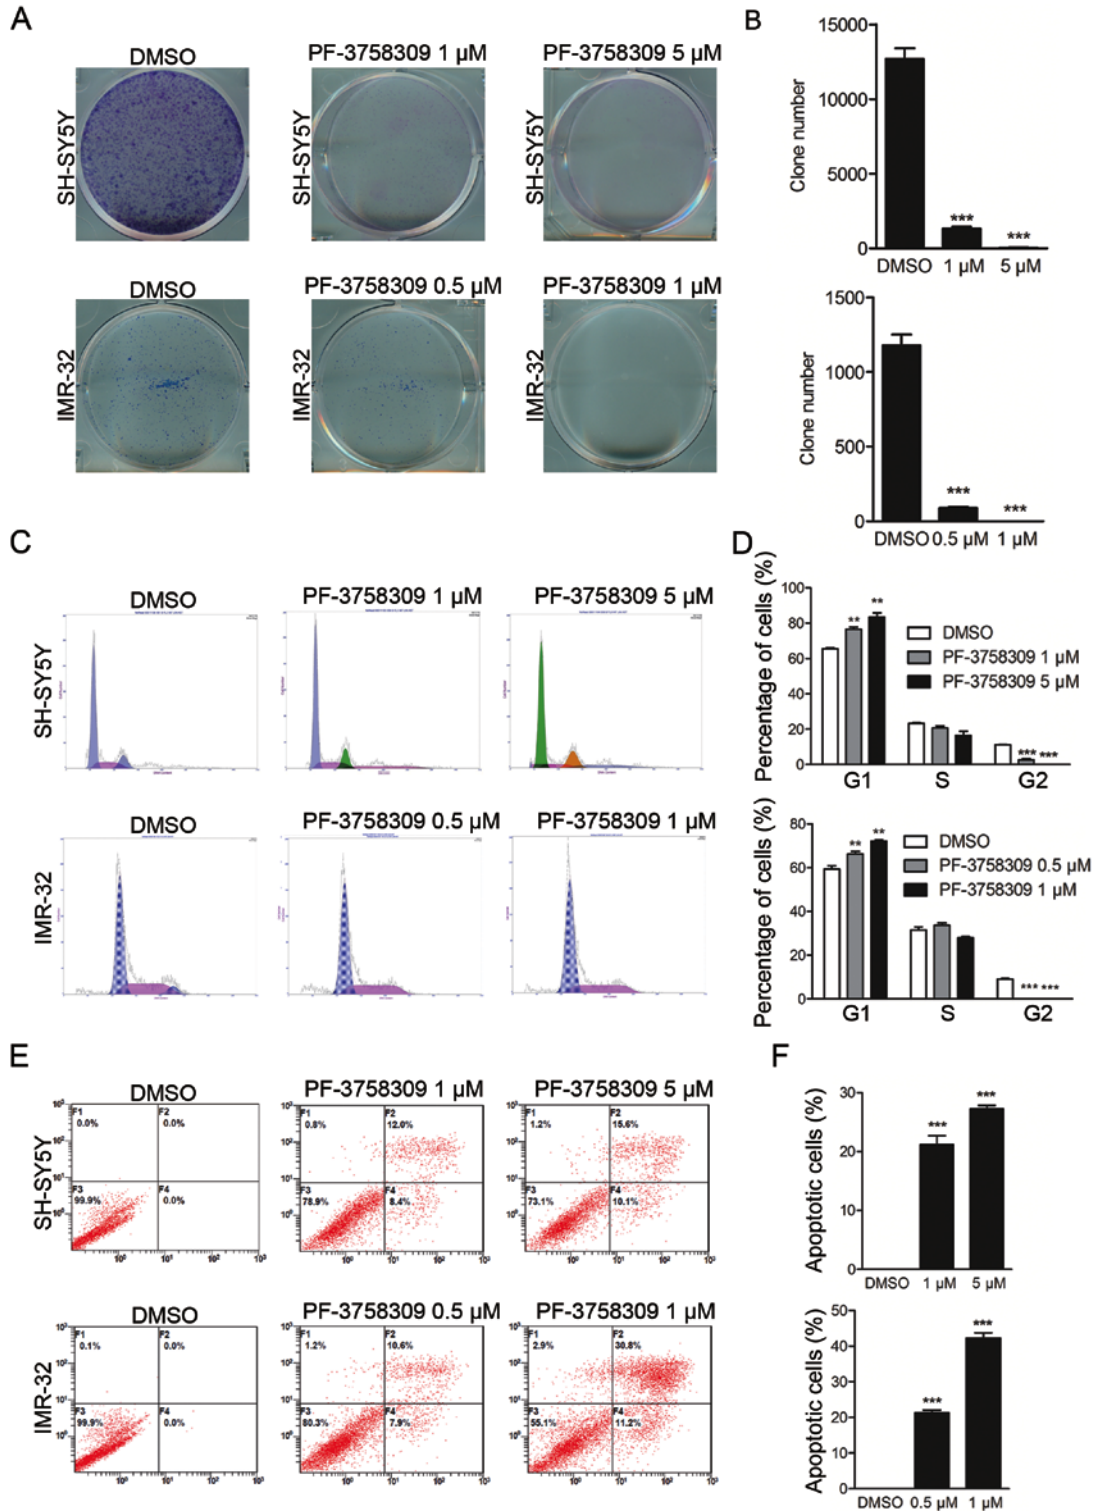 A
DMSO
PF-3758309 1 µM
PF-3758309 5 µM
SH-SY5Y
SH-SY5Y
SH-SY5Y
DMSO
PF-3758309 0.5 µM
PF-3758309 1 µM
IMR-32
IMR-32
IMR-32
B
15000
10000
5000
0
Clone number
***
***
DMSO 1 µM 5 µM
1500
1000
500
0
Clone number
***
***
DMSO 0.5 µM 1 µM
C
DMSO
PF-3758309 1 µM
PF-3758309 5 µM
SH-SY5Y
DMSO
PF-3758309 0.5 µM
PF-3758309 1 µM
IMR-32
D
Percentage of cells (%)
100
80
60
40
20
0
**
**
*** ***
DMSO
PF-3758309 1 µM
PF-3758309 5 µM
G1 S G2
Percentage of cells (%)
80
60
40
20
0
**
**
*** ***
DMSO
PF-3758309 0.5 µM
PF-3758309 1 µM
G1 S G2
E
DMSO
PF-3758309 1 µM
PF-3758309 5 µM
SH-SY5Y
F1 0.0%
F2 0.0%
F3 99.9%
F4 0.0%
F1 0.8%
F2 12.0%
F3 78.9%
F4 8.4%
F1 1.2%
F2 15.6%
F3 73.1%
F4 10.1%
DMSO
PF-3758309 0.5 µM
PF-3758309 1 µM
IMR-32
F1 0.1%
F2 0.0%
F3 99.9%
F4 0.0%
F1 1.2%
F2 10.6%
F3 80.3%
F4 7.9%
F1 2.9%
F2 30.8%
F3 55.1%
F4 11.2%
F
Apoptotic cells (%)
30
20
10
0
***
***
DMSO 1 µM 5 µM
Apoptotic cells (%)
50
40
30
20
10
0
***
***
DMSO 0.5 µM 1 µM